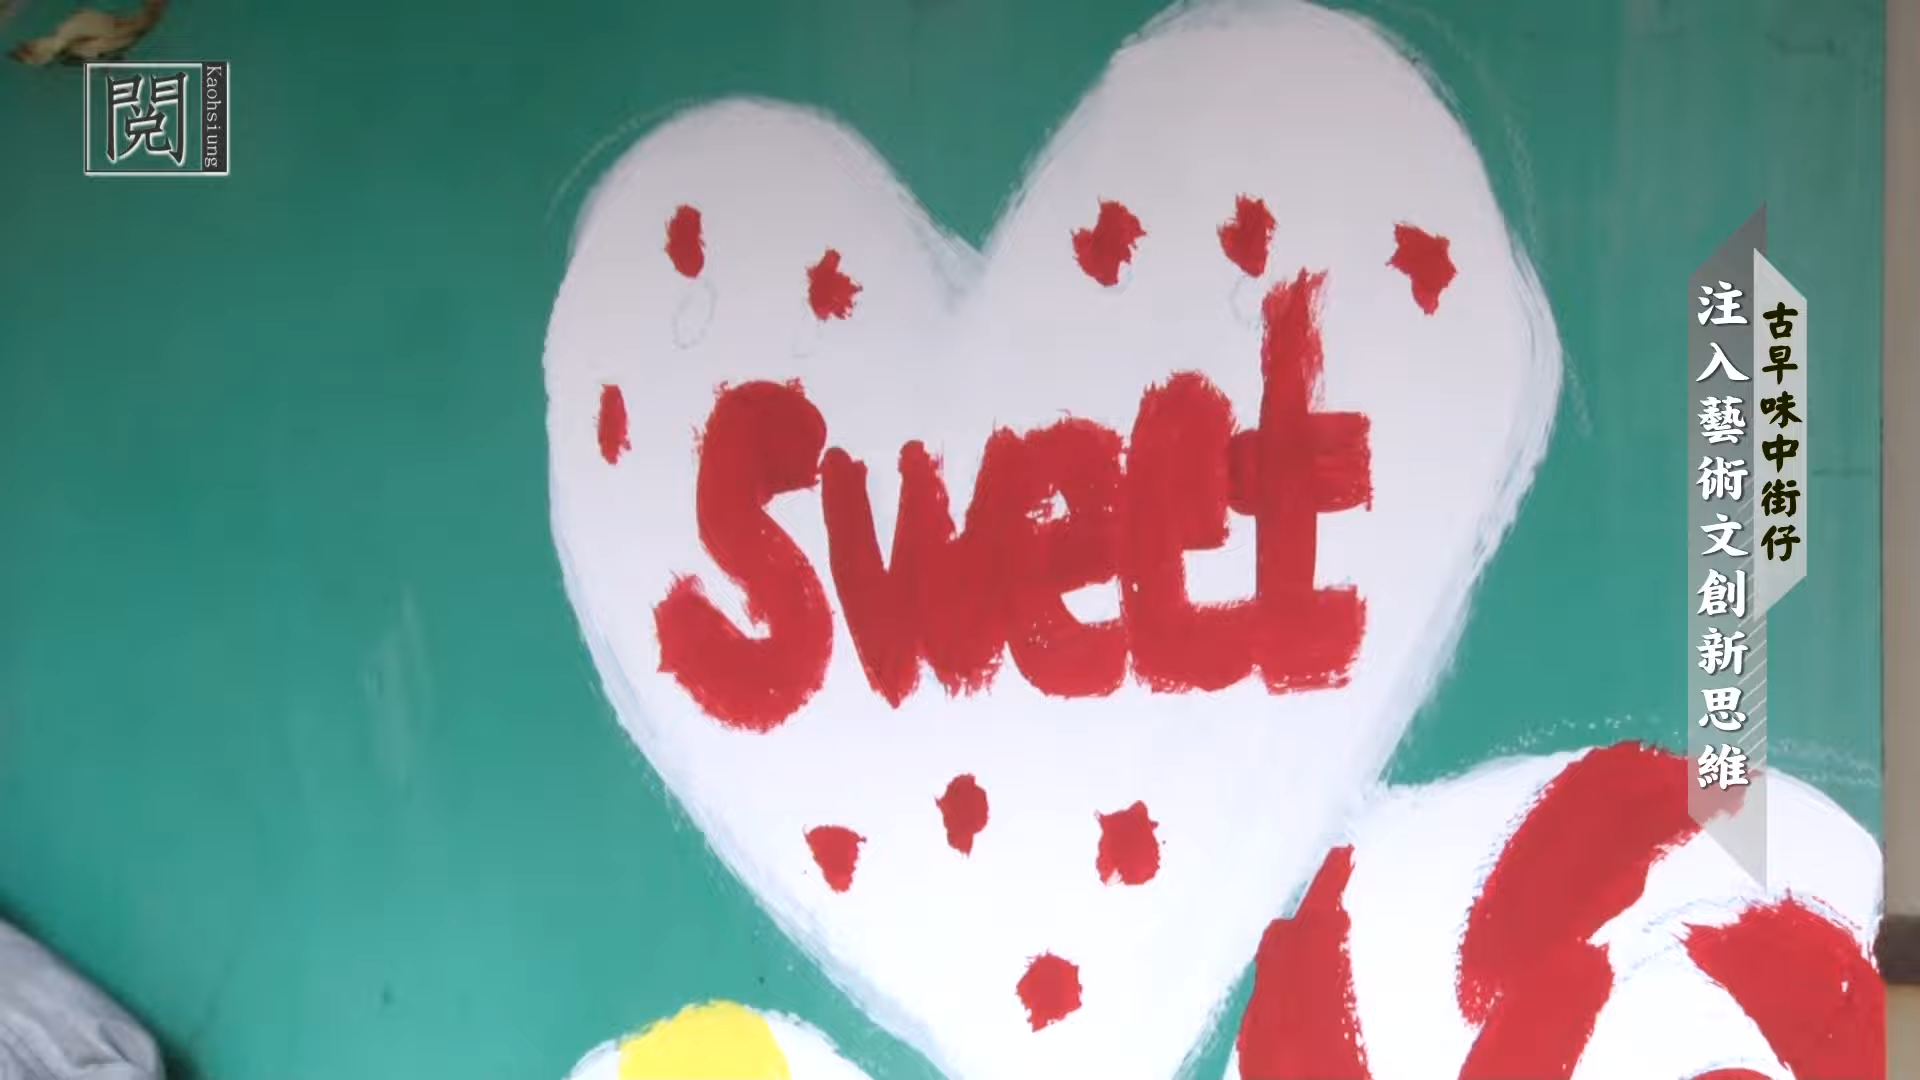 閱
Kaohsiung
sweet
古早味中街仔
注入藝術文創新思維